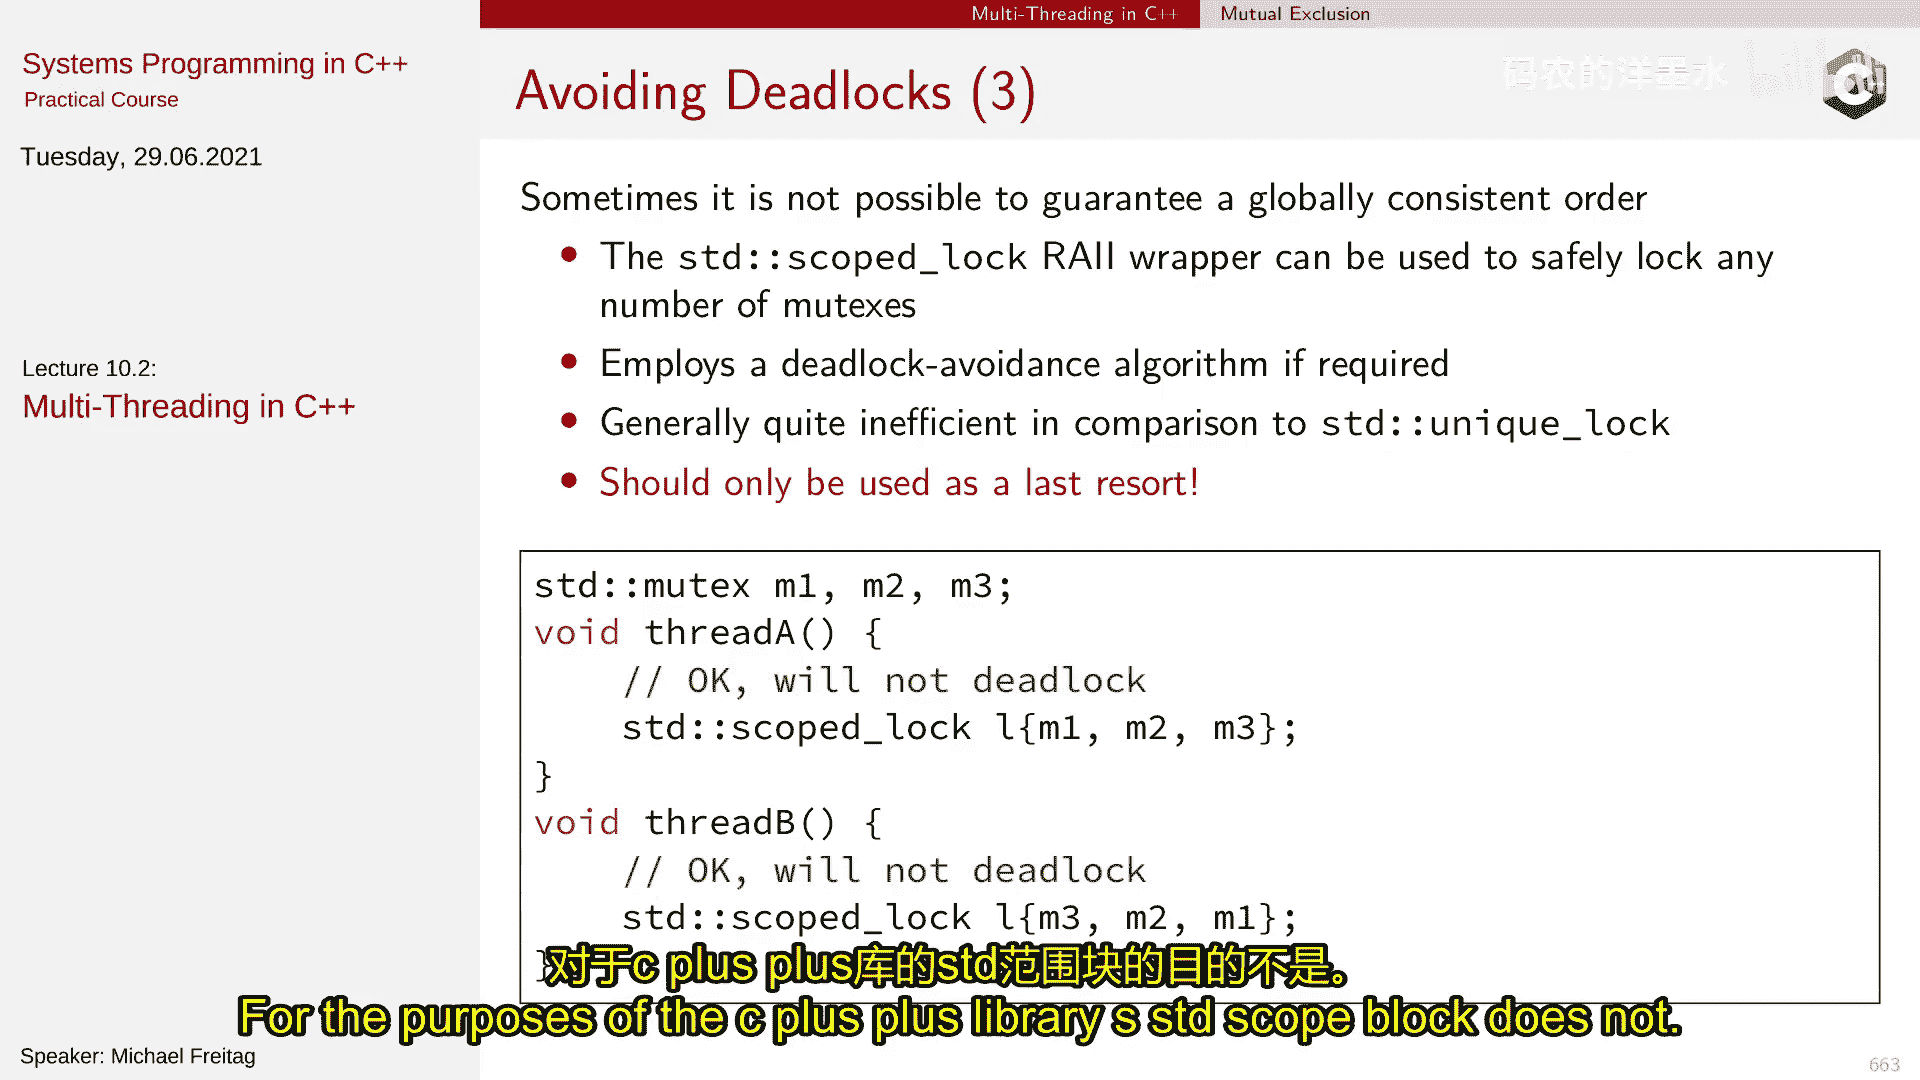 Multi-Threading in C++ Mutual Exclusion
Systems Programming in C++
Practical Course
Tuesday, 29.06.2021
Lecture 10.2:
Multi-Threading in C++
Avoiding Deadlocks (3)
码农的洋墨水
Sometimes it is not possible to guarantee a globally consistent order
• The std::scoped_lock RAII wrapper can be used to safely lock any
number of mutexes
• Employs a deadlock-avoidance algorithm if required
• Generally quite inefficient in comparison to std::unique_lock
• Should only be used as a last resort!
std::mutex m1, m2, m3;
void threadA() {
// OK, will not deadlock
std::scoped_lock l{m1, m2, m3};
}
void threadB() {
// OK, will not deadlock
std::scoped_lock l{m3, m2, m1};
}
对于c plus plus库的std范围块的目的不是。
For the purposes of the c plus plus library s std scope block does not.
Speaker: Michael Freitag
663